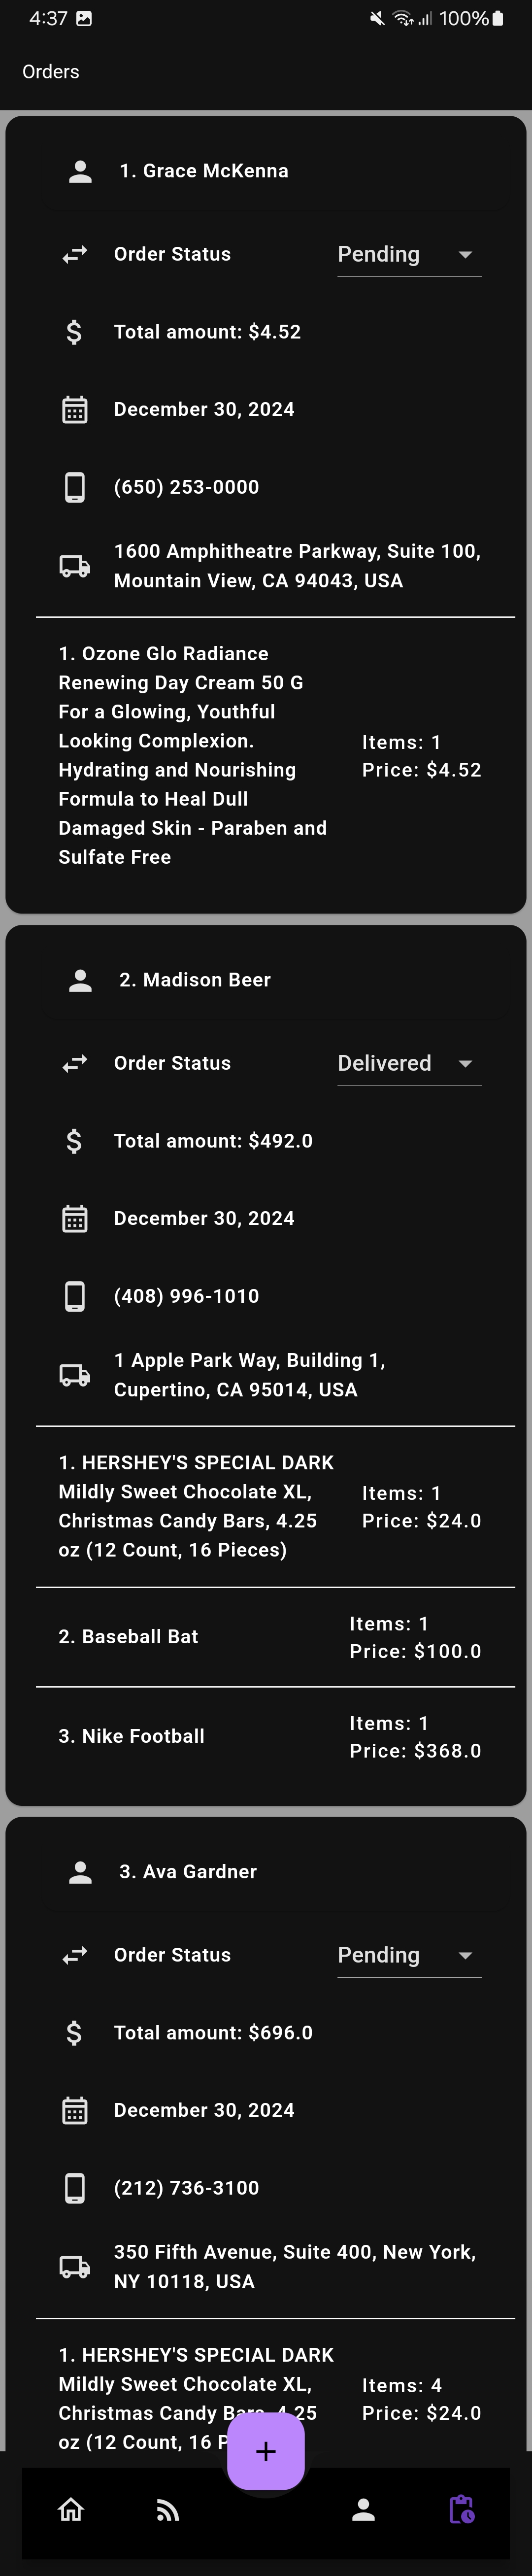 4:37 100%
Orders
1. Grace McKenna
Order Status Pending
Total amount: $4.52
December 30, 2024
(650) 253-0000
1600 Amphitheatre Parkway, Suite 100,
Mountain View, CA 94043, USA
1. Ozone Glo Radiance
Renewing Day Cream 50 G
For a Glowing, Youthful
Looking Complexion.
Hydrating and Nourishing
Formula to Heal Dull
Damaged Skin - Paraben and
Sulfate Free
Items: 1
Price: $4.52
2. Madison Beer
Order Status Delivered
Total amount: $492.0
December 30, 2024
(408) 996-1010
1 Apple Park Way, Building 1,
Cupertino, CA 95014, USA
1. HERSHEY'S SPECIAL DARK
Mildly Sweet Chocolate XL,
Christmas Candy Bars, 4.25
oz (12 Count, 16 Pieces)
Items: 1
Price: $24.0
2. Baseball Bat
Items: 1
Price: $100.0
3. Nike Football
Items: 1
Price: $368.0
3. Ava Gardner
Order Status Pending
Total amount: $696.0
December 30, 2024
(212) 736-3100
350 Fifth Avenue, Suite 400, New York,
NY 10118, USA
1. HERSHEY'S SPECIAL DARK
Mildly Sweet Chocolate XL,
Christmas Candy Bars, 4.25
oz (12 Count, 16
Items: 4
Price: $24.0